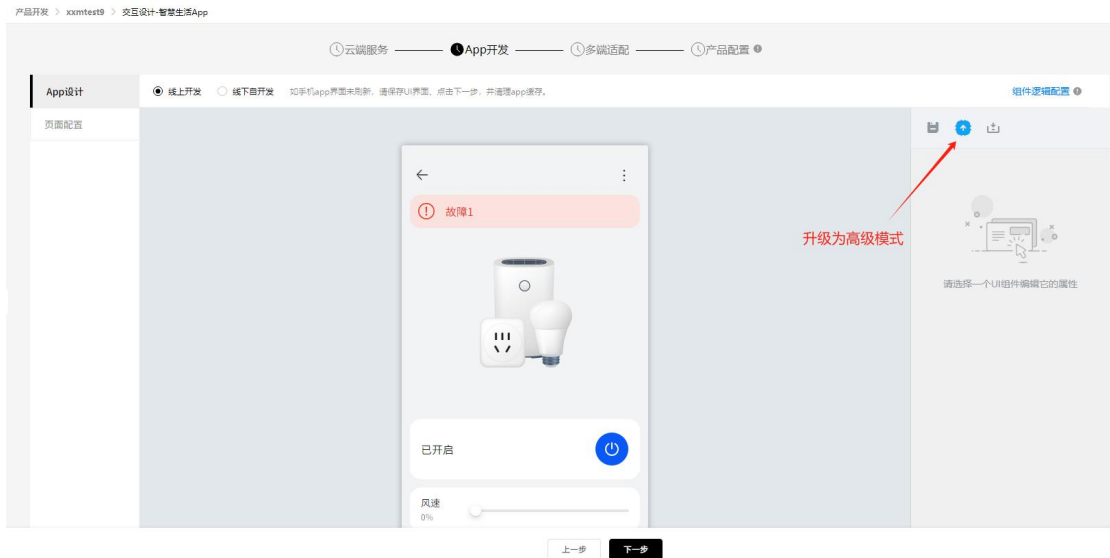 产品开发 > xxmtest9 > 交互设计-智慧生活App
云端服务 App开发 多端适配 产品配置
App设计
线上开发 线下自开发 如手机app界面未刷新，请保存UI界面，点击下一步，并清理app缓存。
组件逻辑配置
页面配置
故障1
升级为高级模式
请选择一个UI组件编辑它的属性
已开启
风速
0%
上一步 下一步